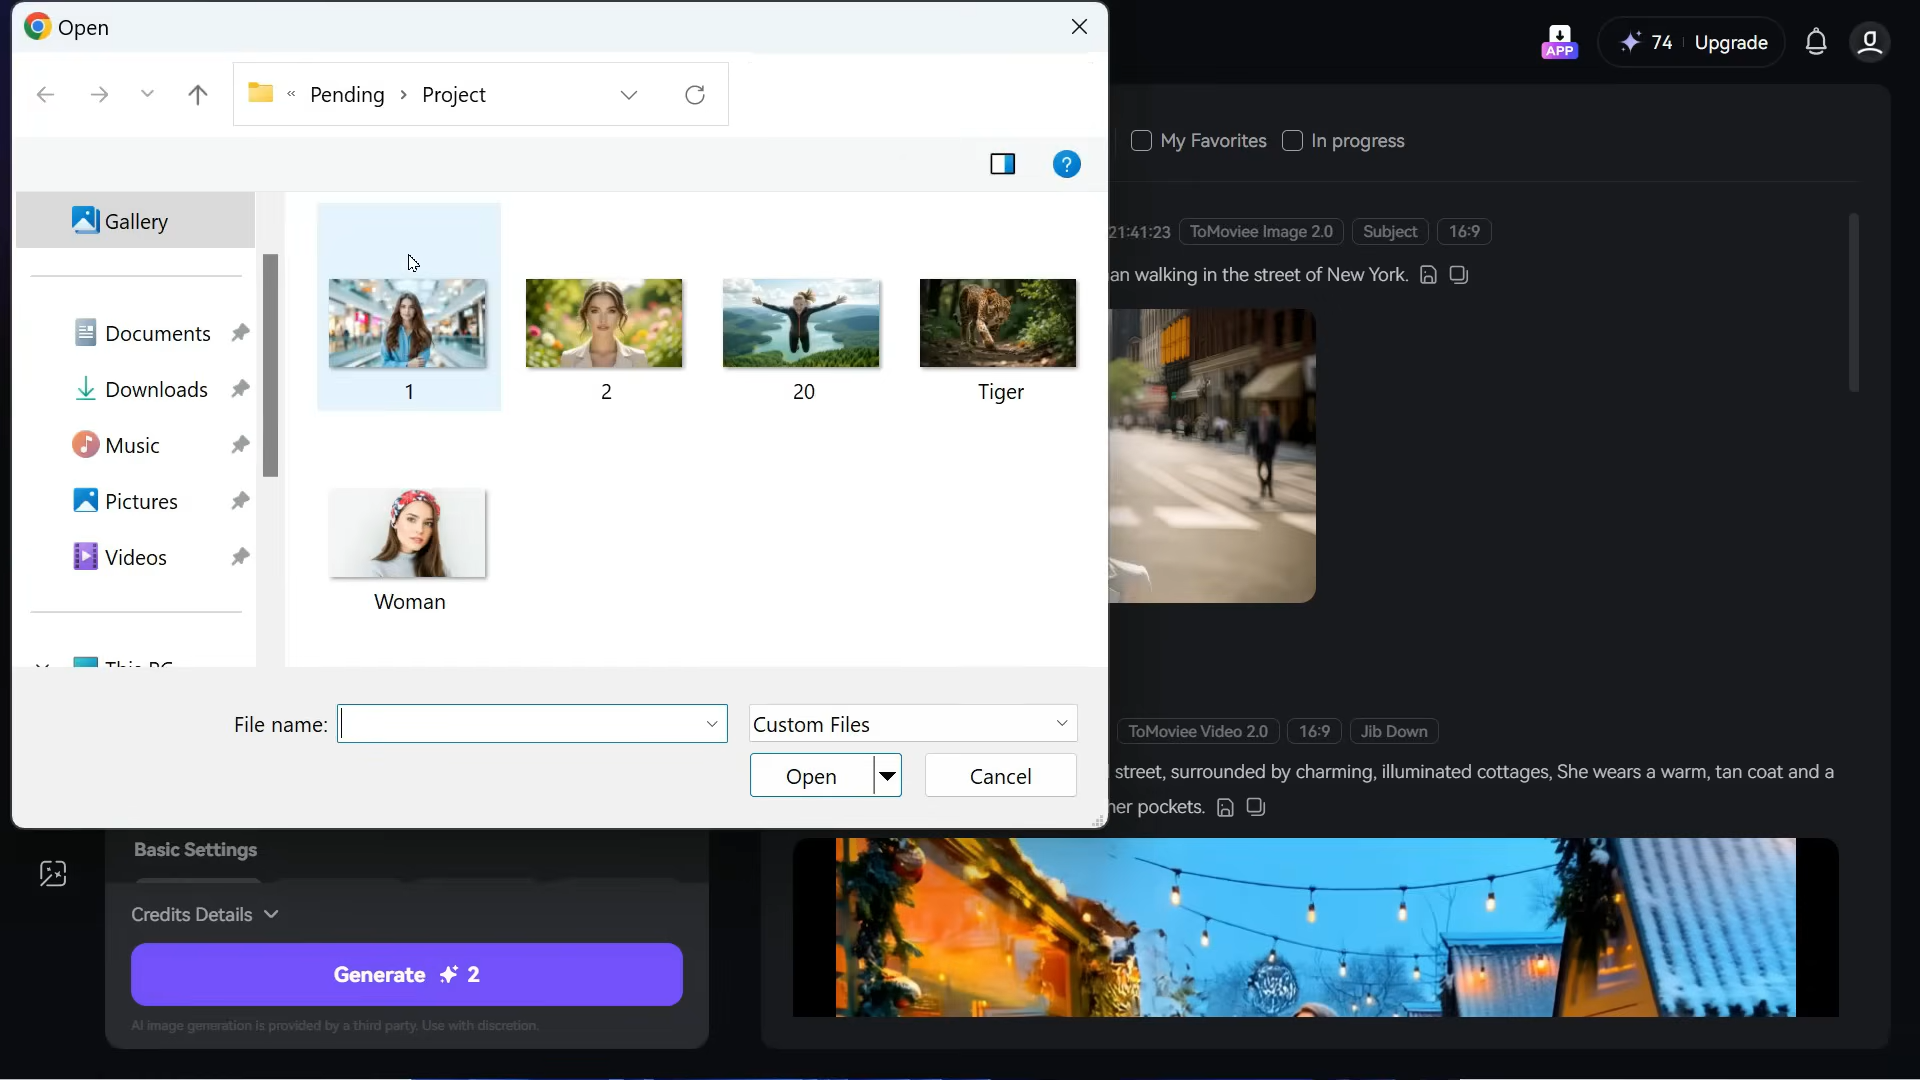 Open
APP
74
Upgrade
« Pending › Project
My Favorites
In progress
Gallery
Documents
Downloads
Music
Pictures
Videos
This PC
1
2
20
Tiger
Woman
File name:
Custom Files
Open
Cancel
21:41:23
ToMoviee Image 2.0
Subject
16:9
an walking in the street of New York.
ToMoviee Video 2.0
16:9
Jib Down
street, surrounded by charming, illuminated cottages, She wears a warm, tan coat and a
her pockets.
Basic Settings
Credits Details
Generate 2
AI image generation is provided by a third party. Use with discretion.